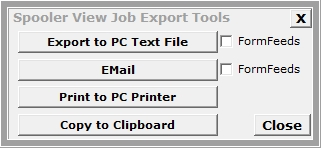 Spooler View Job Export Tools X
Export to PC Text File FormFeeds
EMail FormFeeds
Print to PC Printer
Copy to Clipboard Close